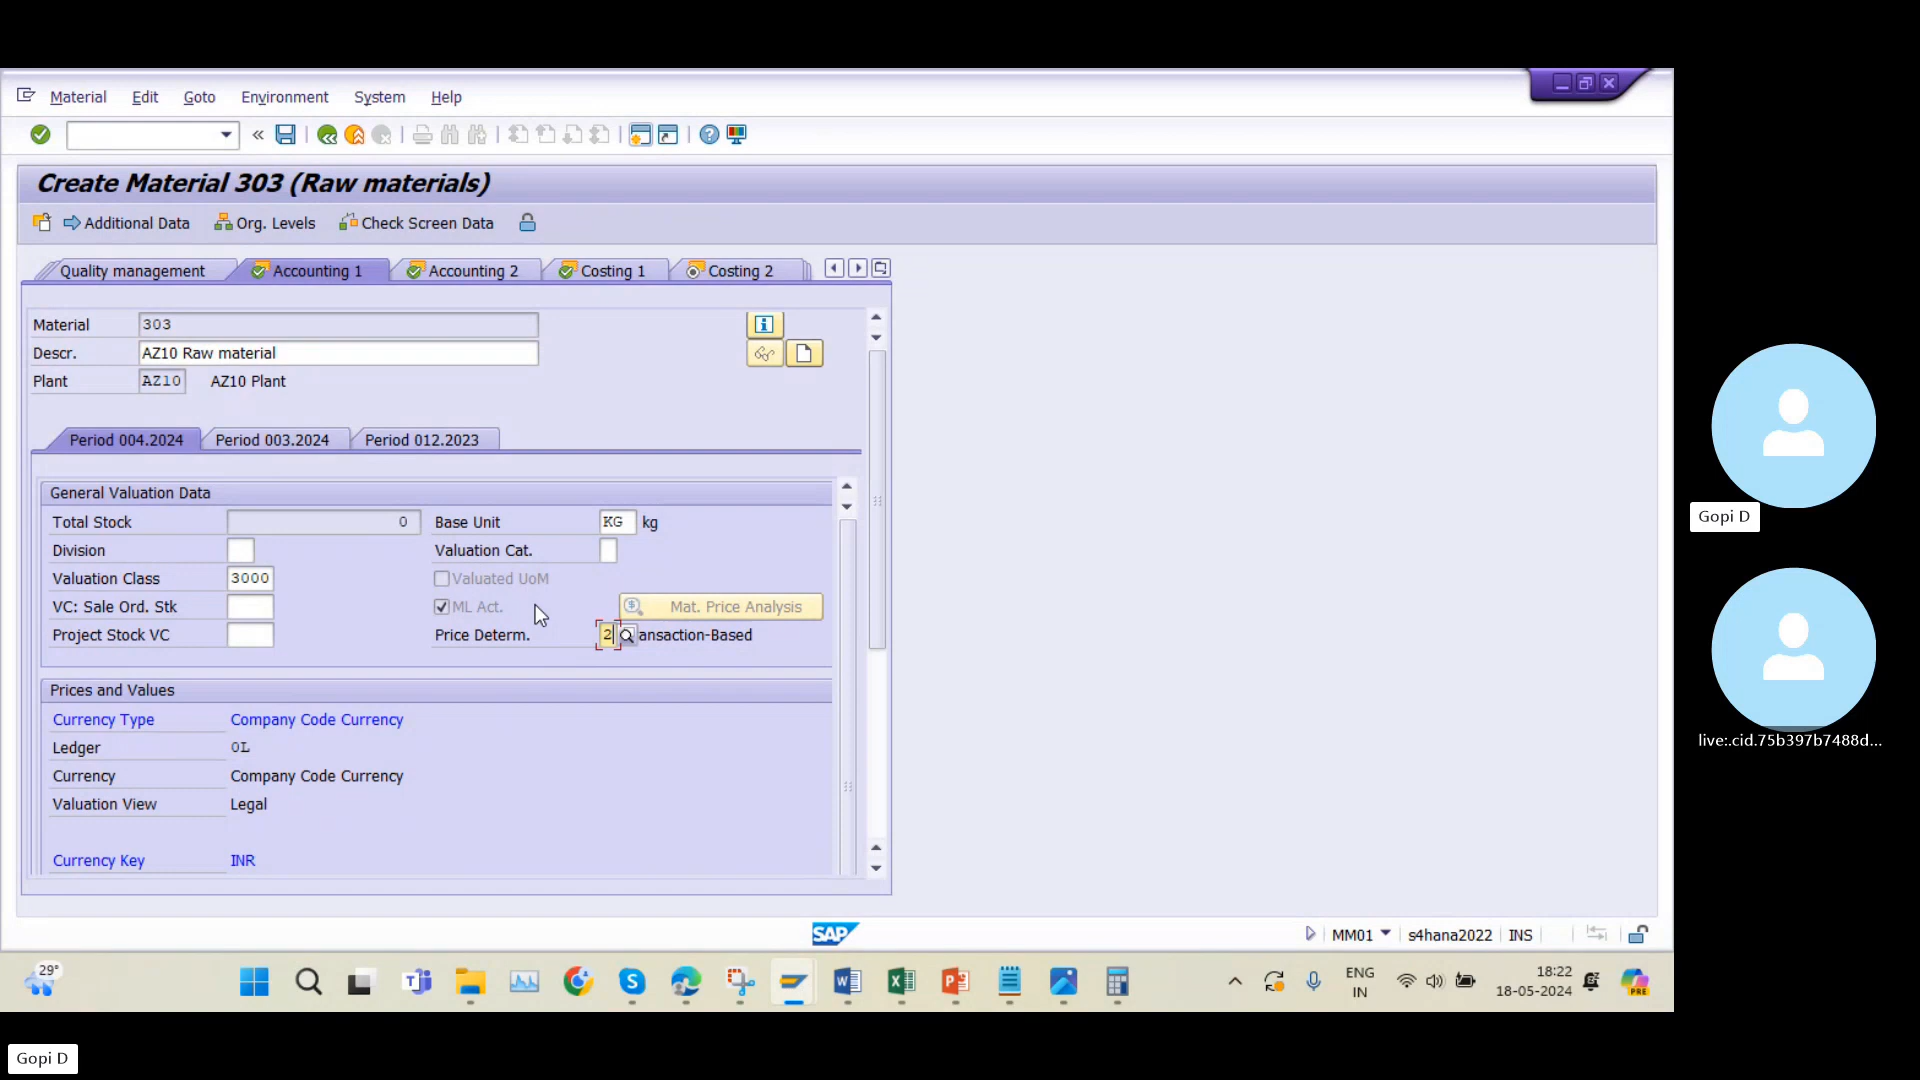 Material Edit Goto Environment System Help
Create Material 303 (Raw materials)
Additional Data Org. Levels Check Screen Data
Quality management Accounting 1 Accounting 2 Costing 1 Costing 2
Material 303
Descr. AZ10 Raw material
Plant AZ10 AZ10 Plant
Period 004.2024 Period 003.2024 Period 012.2023
General Valuation Data
Total Stock 0 Base Unit KG kg
Division Valuation Cat.
Valuation Class 3000 Valuated UoM
VC: Sale Ord. Stk ML Act. Mat. Price Analysis
Project Stock VC Price Determ. 2 ansaction-Based
Prices and Values
Currency Type Company Code Currency
Ledger 0L
Currency Company Code Currency
Valuation View Legal
Currency Key INR
SAP MM01 s4hana2022 INS
29° ENG 18:22
IN 18-05-2024 PRE
Gopi D
live:.cid.75b397b7488d...
Gopi D